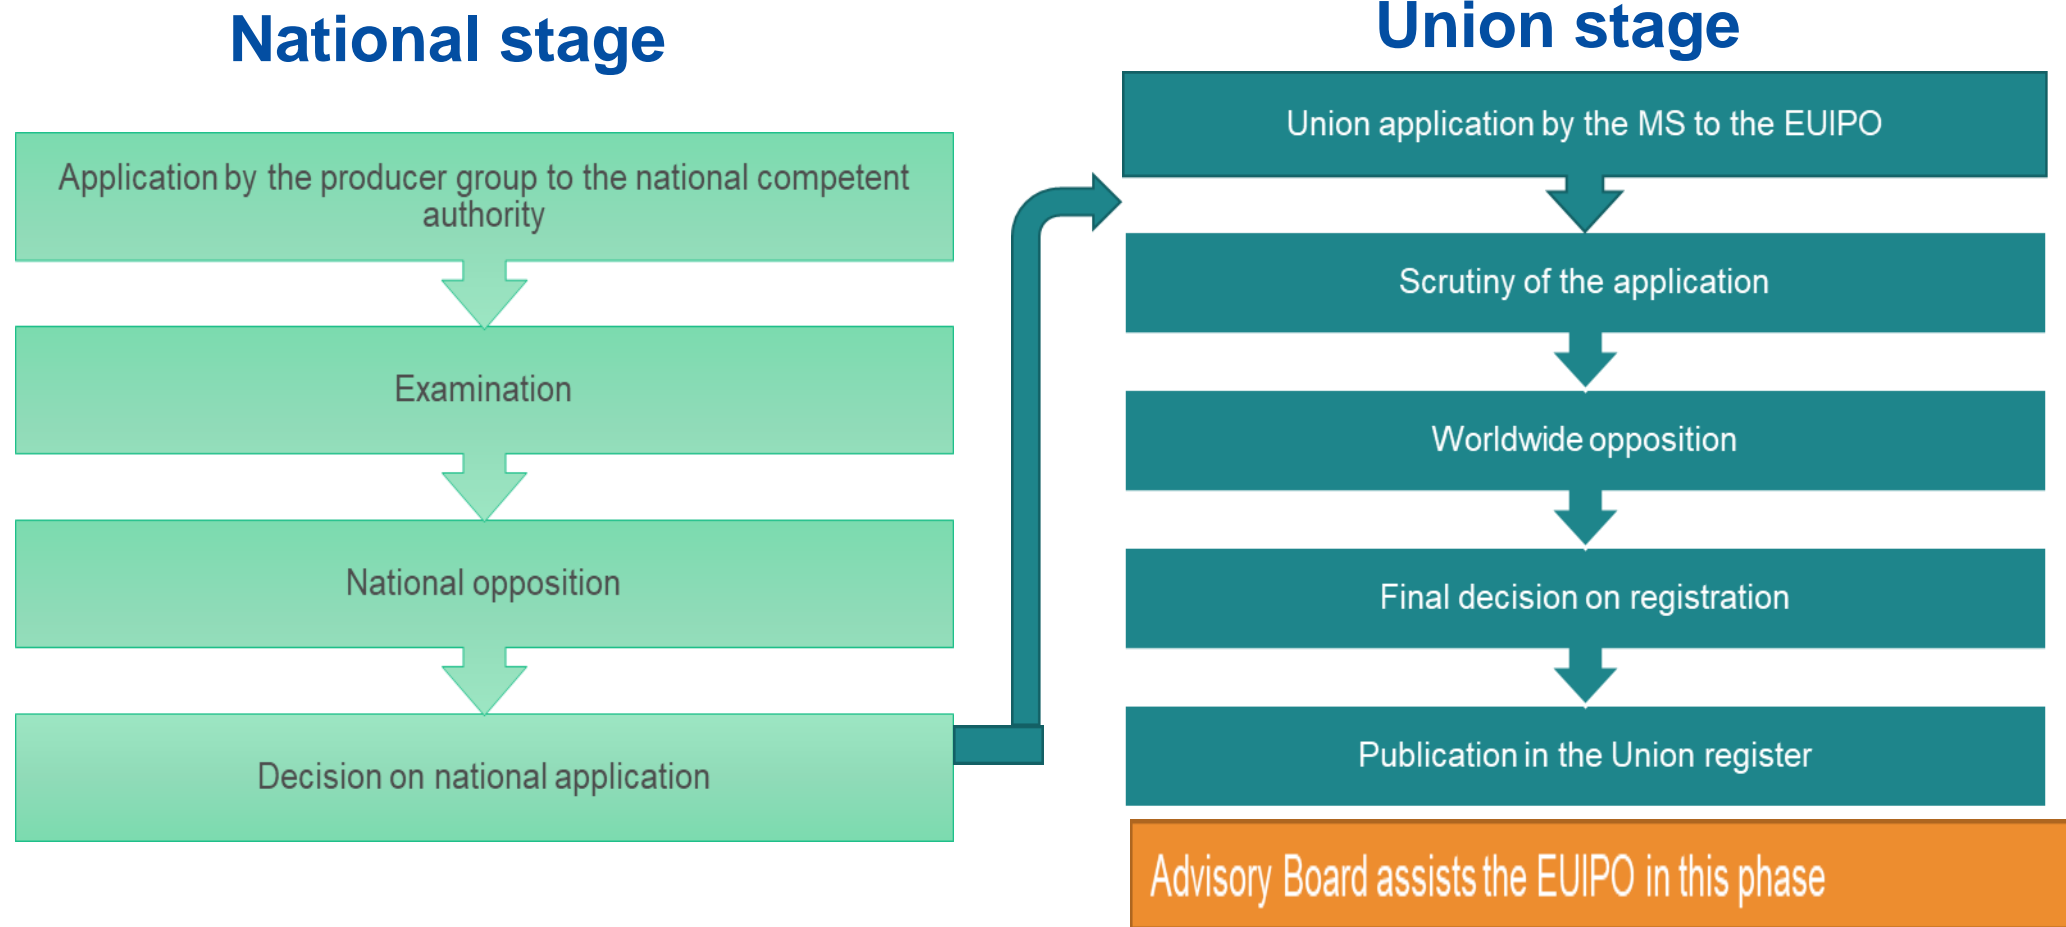 National stage
Application by the producer group to the national competent
authority
Examination
National opposition
Decision on national application
Union stage
Union application by the MS to the EUIPO
Scrutiny of the application
Worldwide opposition
Final decision on registration
Publication in the Union register
Advisory Board assists the EUIPO in this phase